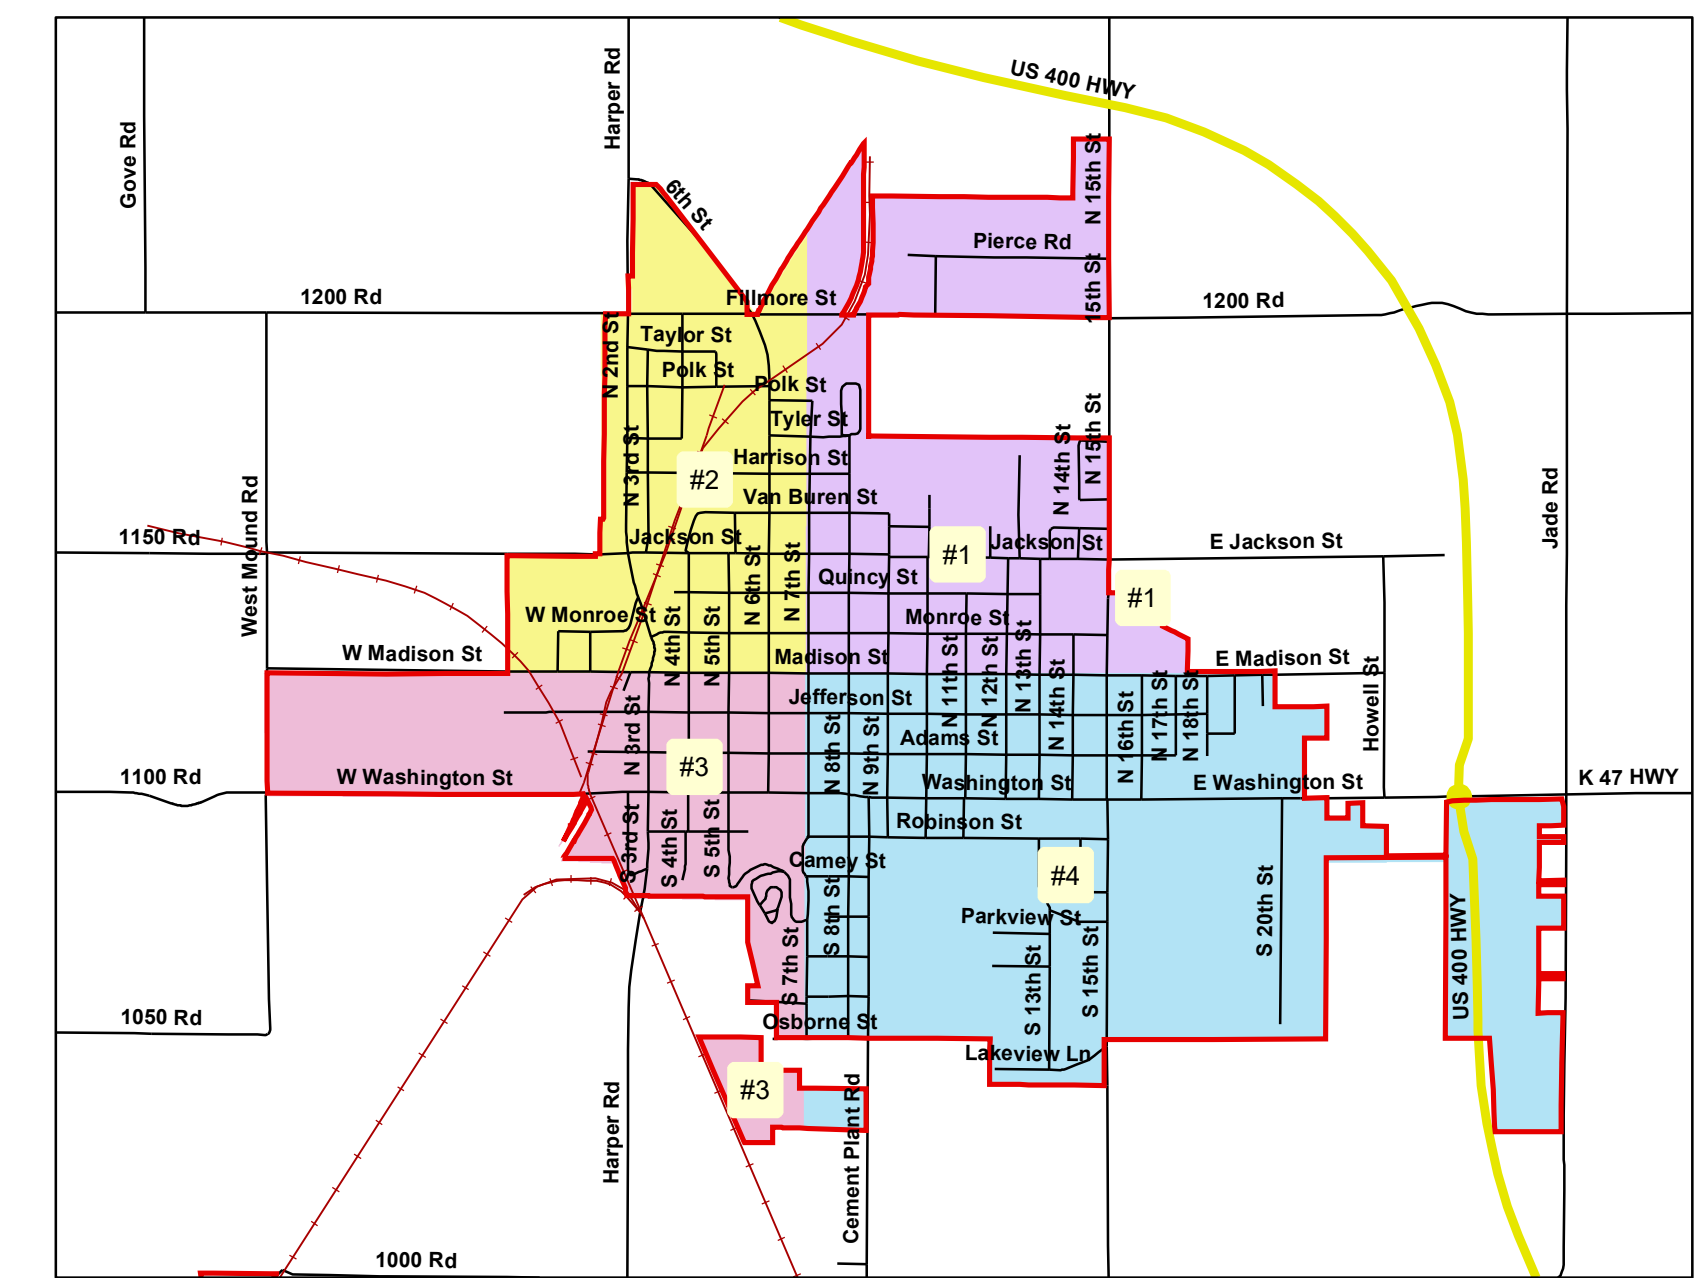 US 400 HWY
Harper Rd
Gove Rd
N 15th St
6th St
Pierce Rd
15th St
1200 Rd
Fillmore St
1200 Rd
N 2nd St
Taylor St
Polk St
Polk St
Tyler St
N 3rd St
Harrison St
N 14th St
N 15th St
#2
Van Buren St
West Mound Rd
Jade Rd
1150 Rd
Jackson St
#1
Jackson St
E Jackson St
Quincy St
N 6th St
N 7th St
#1
W Monroe St
N 4th St
N 5th St
Monroe St
W Madison St
Madison St
N 11th St
N 12th St
N 13th St
E Madison St
Howell St
Jefferson St
N 3rd St
N 8th St
N 9th St
Adams St
N 14th St
N 16th St
N 17th St
N 18th St
#3
1100 Rd
W Washington St
Washington St
E Washington St
K 47 HWY
S 3rd St
S 4th St
S 5th St
Robinson St
Camey St
#4
S 8th St
Parkview St
S 20th St
S 7th St
S 13th St
S 15th St
US 400 HWY
1050 Rd
Osborne St
Lakeview Ln
#3
Harper Rd
Cement Plant Rd
1000 Rd